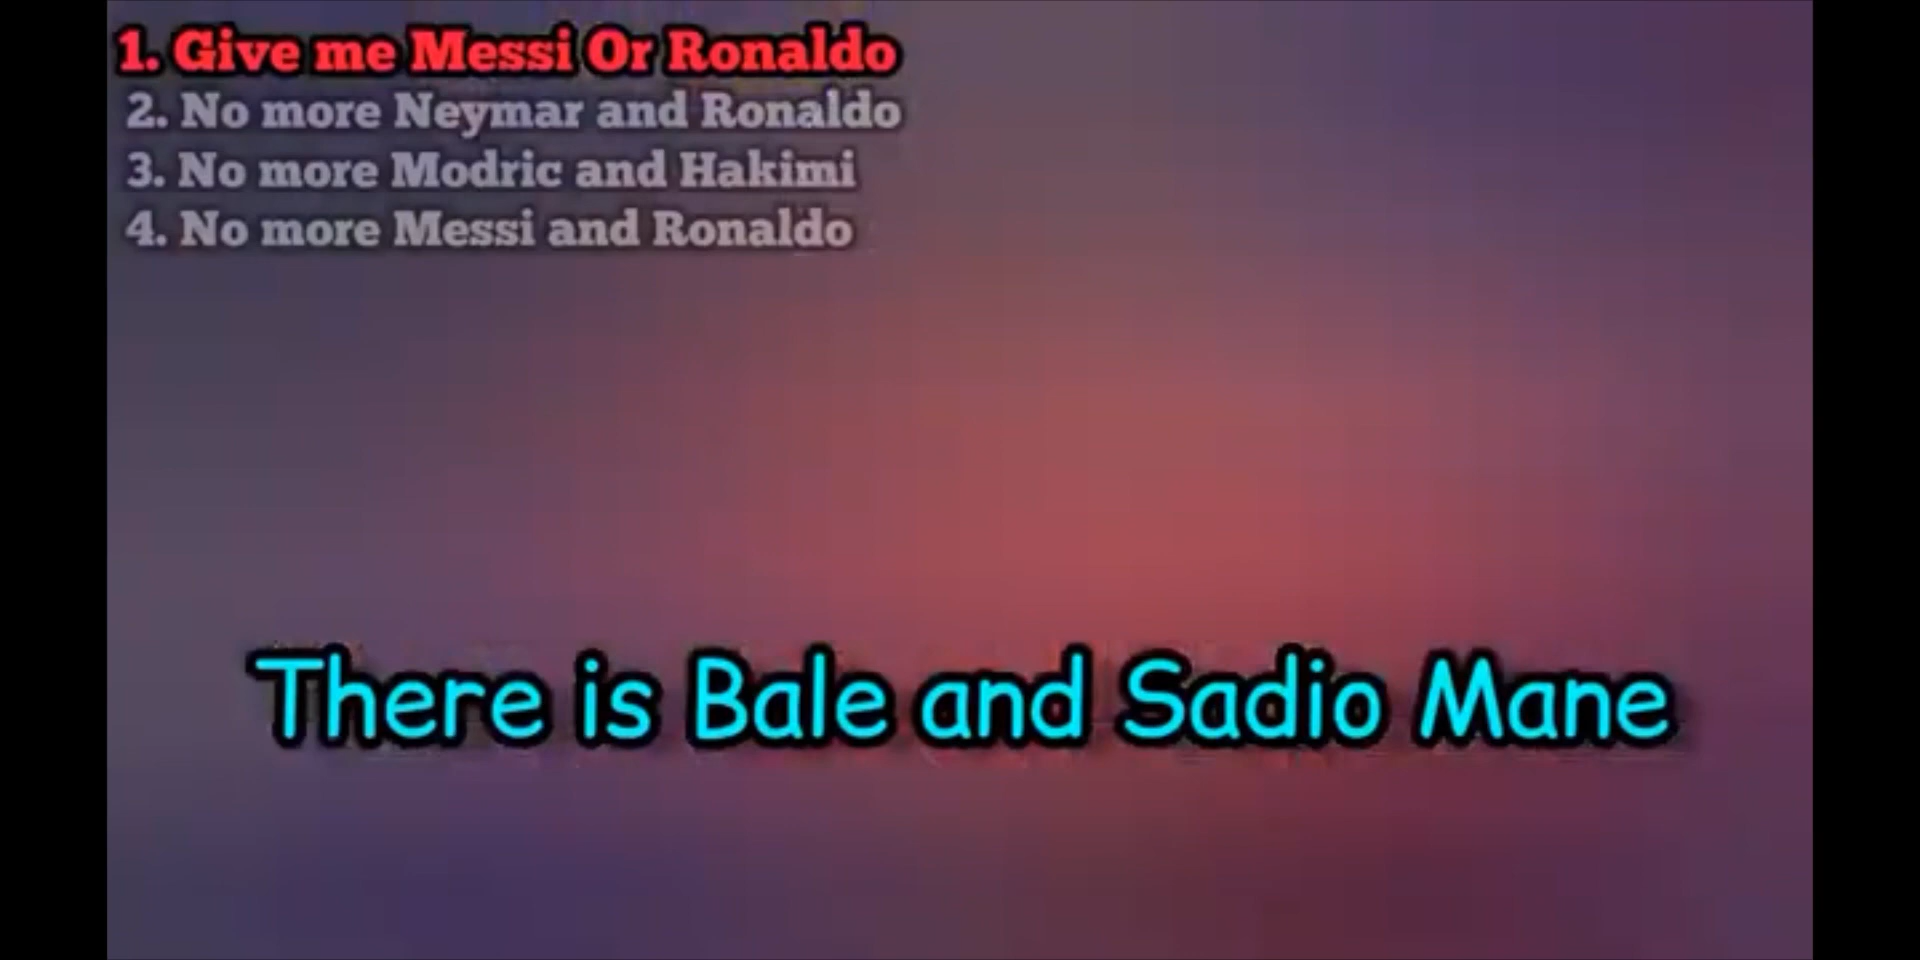 1. Give me Messi Or Ronaldo
2. No more Neymar and Ronaldo
3. No more Modric and Hakimi
4. No more Messi and Ronaldo
There is Bale and Sadio Mane